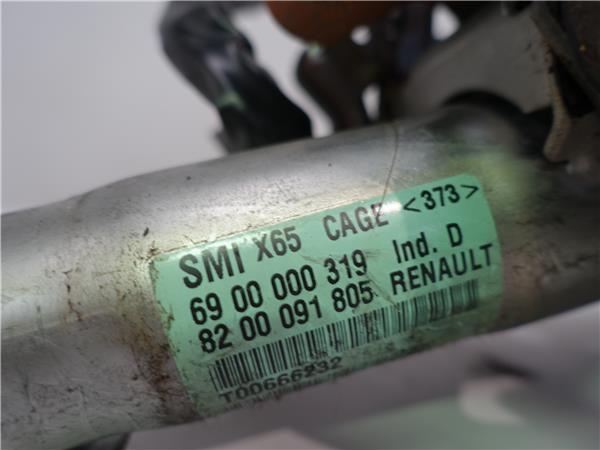 SMI X65 CAGE <373>
69 00 000 319 Ind. D
82 00 091 805 RENAULT
T00666232